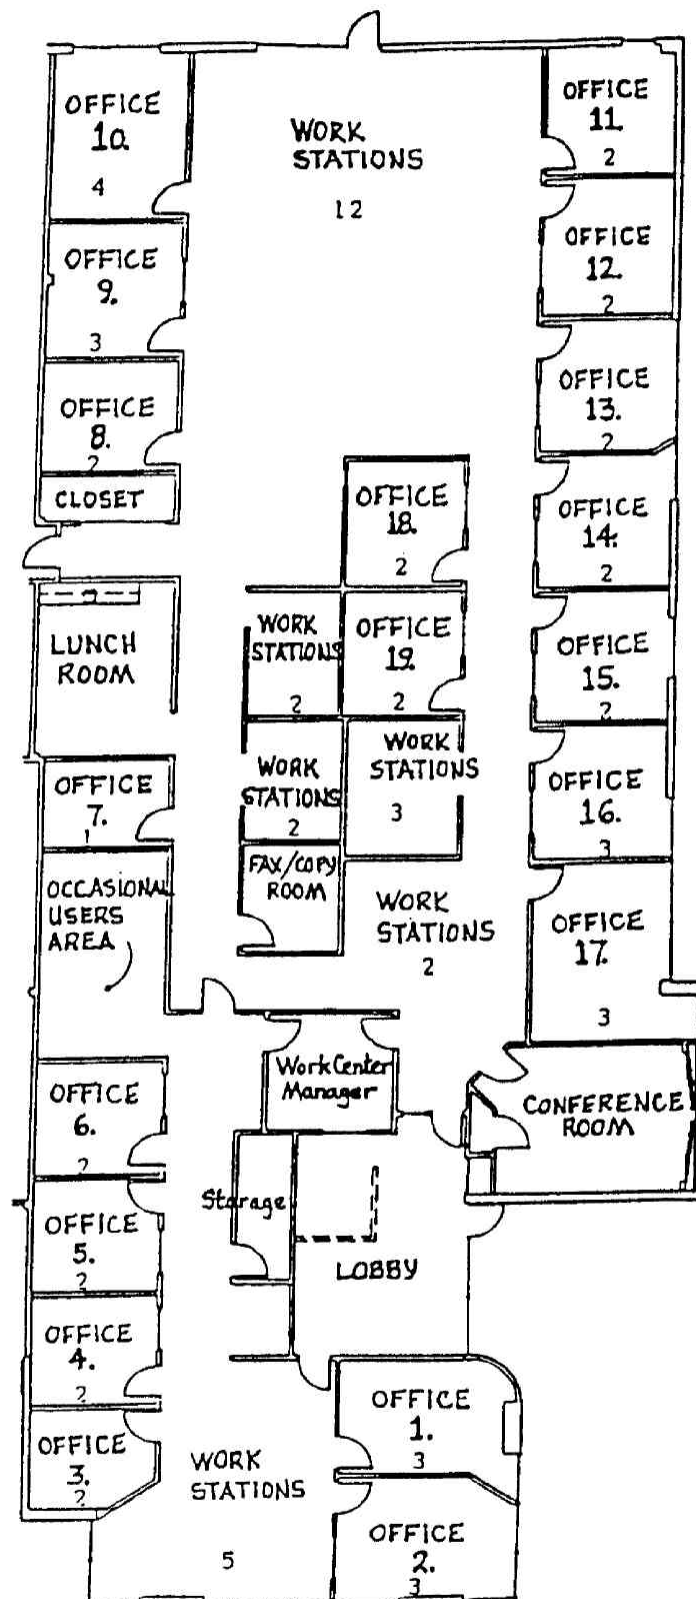 OFFICE
10.
4
WORK
STATIONS
12
OFFICE
11.
2
OFFICE
9.
3
OFFICE
12.
2
OFFICE
8.
2
OFFICE
13.
2
CLOSET
OFFICE
18.
2
OFFICE
14.
2
LUNCH
ROOM
WORK
STATIONS
2
OFFICE
19.
2
OFFICE
15.
2
OFFICE
7.
1
WORK
STATIONS
2
WORK
STATIONS
3
OFFICE
16.
3
OCCASIONAL
USERS
AREA
FAX/COPY
ROOM
WORK
STATIONS
2
OFFICE
17.
3
OFFICE
6.
2
Work Center
Manager
CONFERENCE
ROOM
OFFICE
5.
2
Storage
LOBBY
OFFICE
4.
2
OFFICE
3.
2
WORK
STATIONS
5
OFFICE
1.
3
OFFICE
2.
3